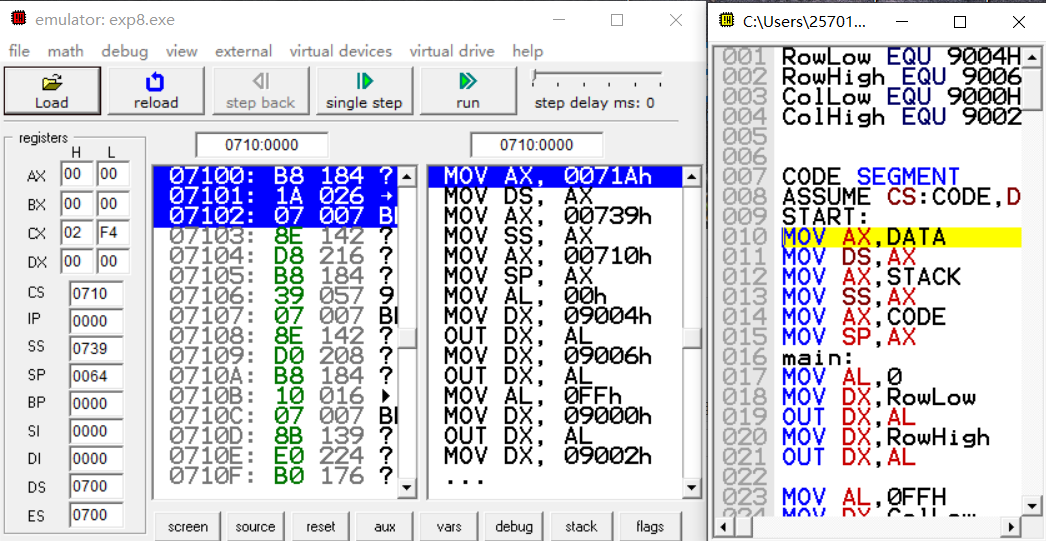 emulator: exp8.exe
file math debug view external virtual devices virtual drive help
Load reload step back single step run step delay ms: 0
registers
H L
AX 00 00
BX 00 00
CX 02 F4
DX 00 00
CS 0710
IP 0000
SS 0739
SP 0064
BP 0000
SI 0000
DI 0000
DS 0700
ES 0700
0710:0000
07100: B8 184 ?
07101: 1A 026 →
07102: 07 007 BI
07103: 8E 142 ?
07104: D8 216 ?
07105: B8 184 ?
07106: 39 057 9
07107: 07 007 BI
07108: 8E 142 ?
07109: D0 208 ?
0710A: B8 184 ?
0710B: 10 016 ►
0710C: 07 007 BI
0710D: 8B 139 ?
0710E: E0 224 ?
0710F: B0 176 ?
0710:0000
MOV AX, 0071Ah
MOV DS, AX
MOV AX, 00739h
MOV SS, AX
MOV AX, 00710h
MOV SP, AX
MOV AL, 00h
MOV DX, 09004h
OUT DX, AL
MOV DX, 09006h
OUT DX, AL
MOV AL, 0FFh
MOV DX, 09000h
OUT DX, AL
MOV DX, 09002h
...
screen source reset aux vars debug stack flags
C:\Users\25701...
001 RowLow EQU 9004H
002 RowHigh EQU 9006
003 ColLow EQU 9000H
004 ColHigh EQU 9002
005
006
007 CODE SEGMENT
008 ASSUME CS:CODE,D
009 START:
010 MOV AX,DATA
011 MOV DS,AX
012 MOV AX,STACK
013 MOV SS,AX
014 MOV AX,CODE
015 MOV SP,AX
016 main:
017 MOV AL,0
018 MOV DX,RowLow
019 OUT DX,AL
020 MOV DX,RowHigh
021 OUT DX,AL
022
023 MOV AL,0FFH
024 MOV DX,ColLow